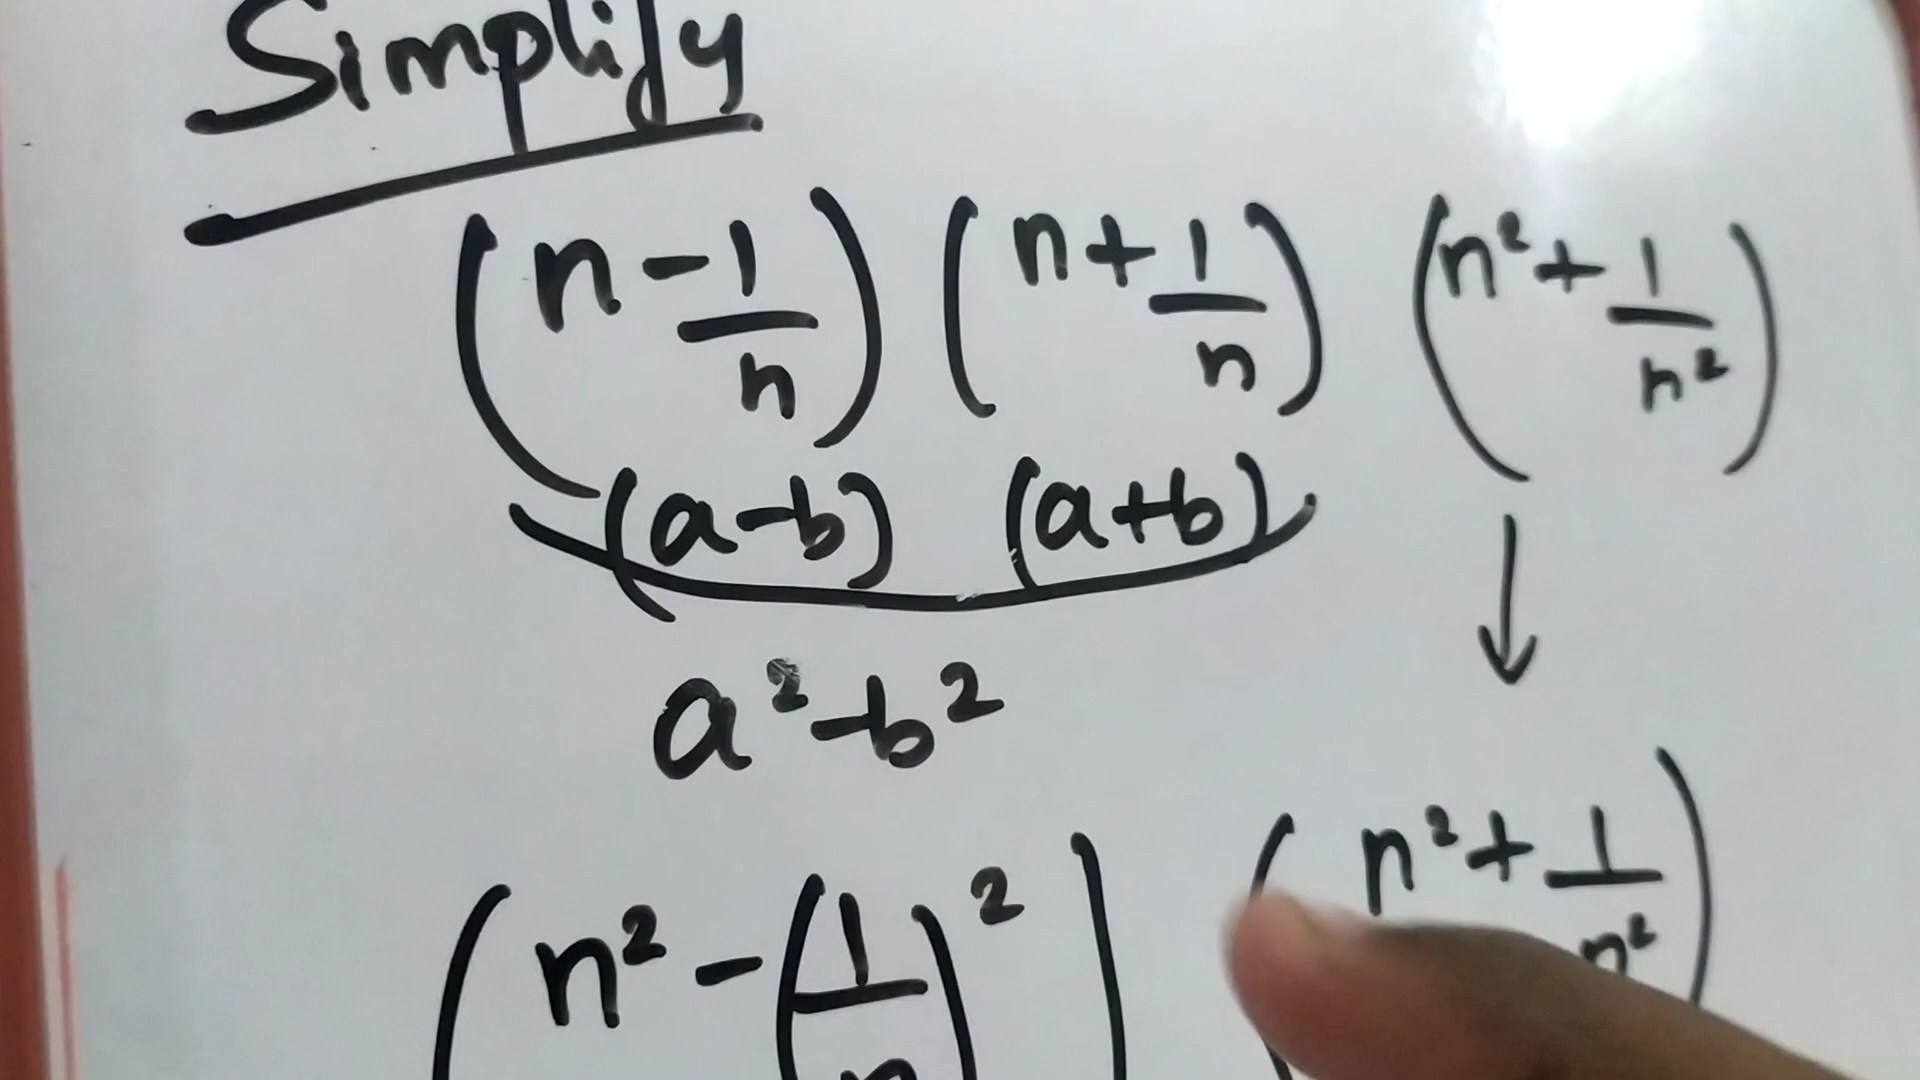 Simplify
(n - 1/n) (n + 1/n) (n² + 1/n²)
(a-b) (a+b)
↓
a² - b²
(n² - (1/n)²) (n² + 1/n²)